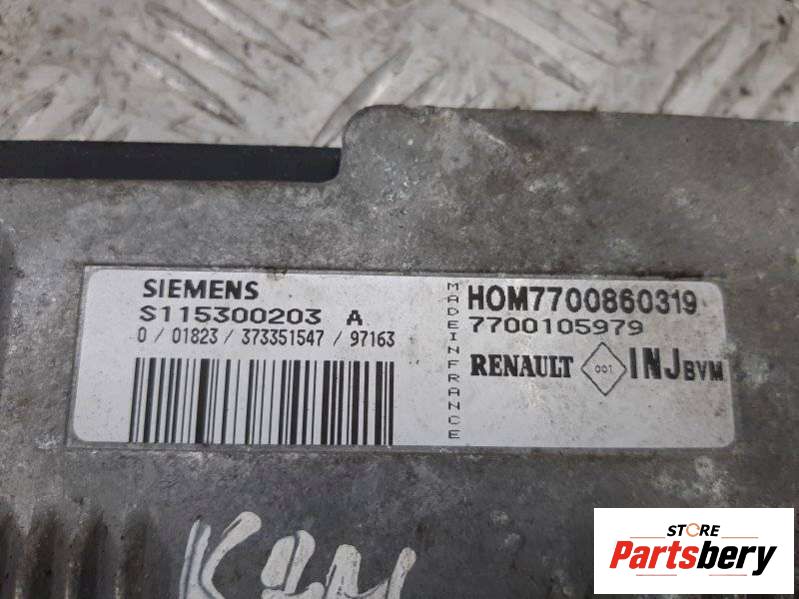 SIEMENS
S115300203 A
0 / 01823 / 373351547 / 97163
MADE IN FRANCE
HOM7700860319
7700105979
RENAULT 001 INJ BVM
STORE
Partsbery